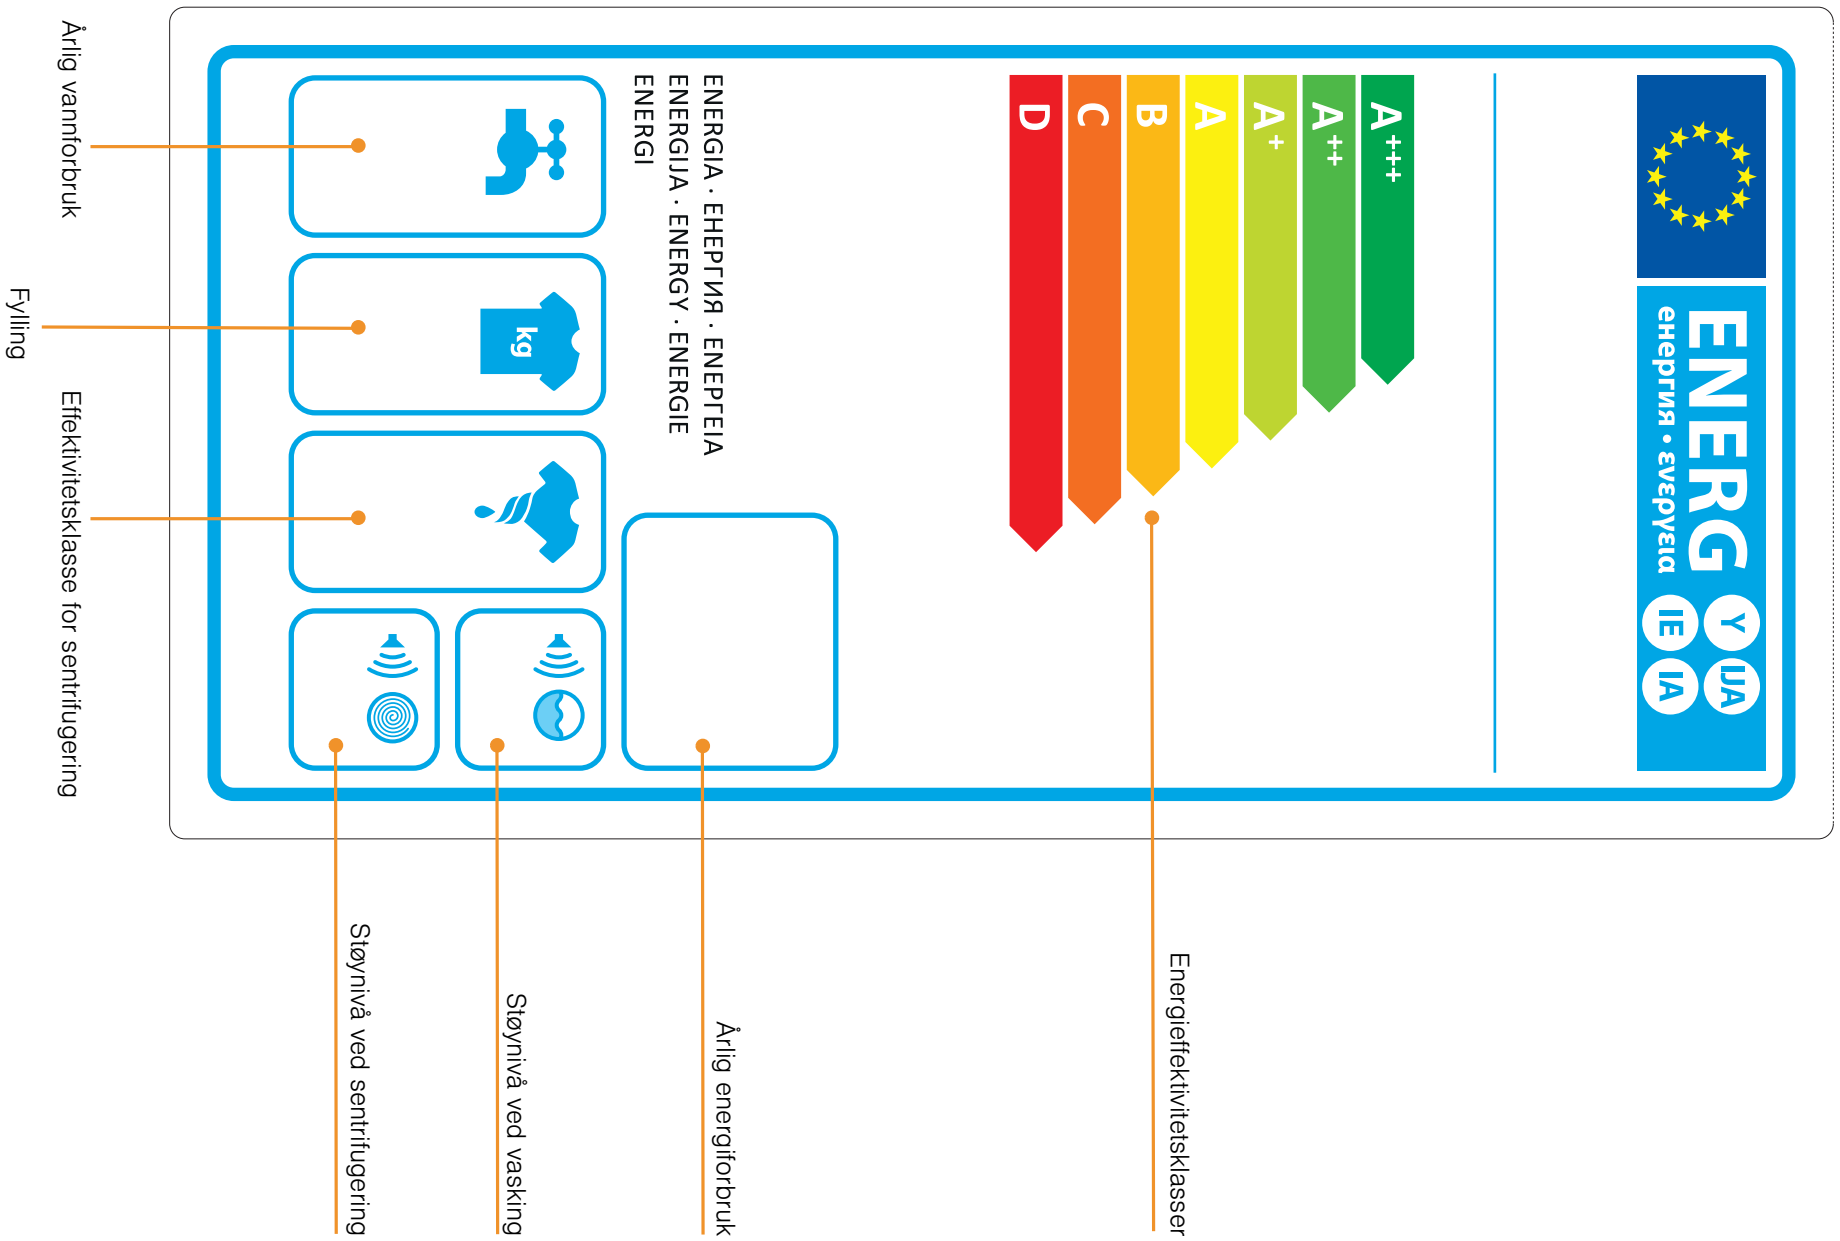 ENERG
енергия · ενεργεια
Y
IJA
IE
IA
A+++
A++
A+
A
B
C
D
Energieffektivitetsklasser
ENERGIA · ЕНЕРГИЯ · ΕΝΕΡΓΕΙΑ
ENERGIJA · ENERGY · ENERGIE
ENERGI
Årlig energiforbruk
kg
Årlig vannforbruk
Fylling
Effektivitetsklasse for sentrifugering
Støynivå ved vasking
Støynivå ved sentrifugering